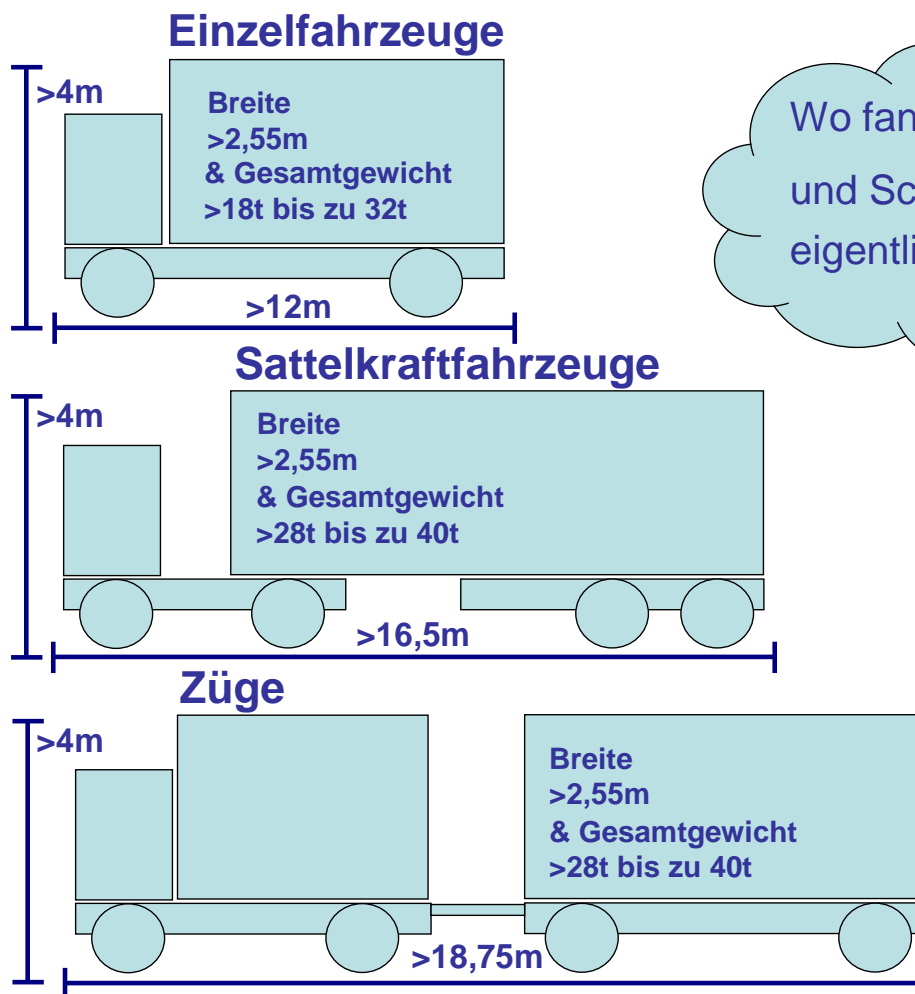 Einzelfahrzeuge
>4m
Breite
>2,55m
& Gesamtgewicht
>18t bis zu 32t
>12m
Wo fan
und Sc
eigentli
Sattelkraftfahrzeuge
>4m
Breite
>2,55m
& Gesamtgewicht
>28t bis zu 40t
>16,5m
Züge
>4m
Breite
>2,55m
& Gesamtgewicht
>28t bis zu 40t
>18,75m